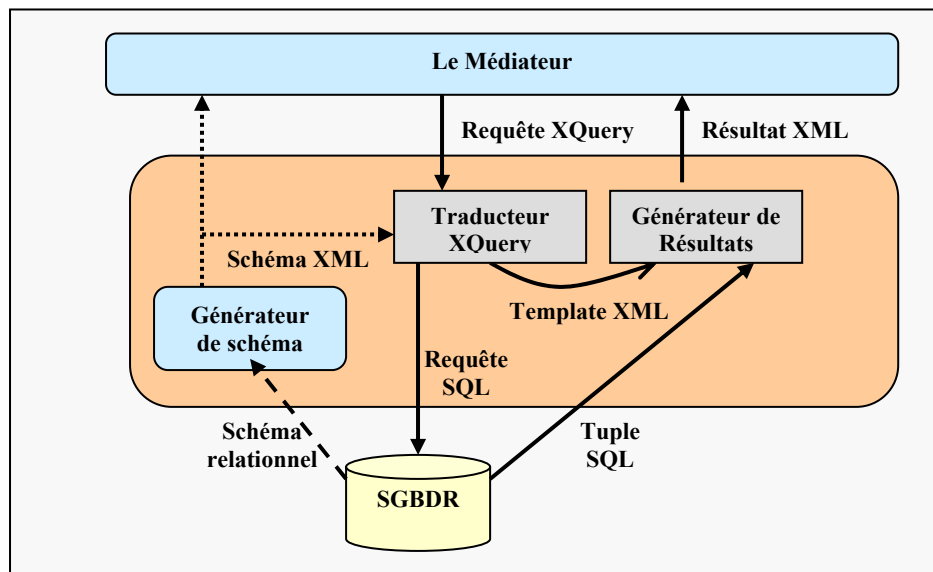 Le Médiateur
Requête XQuery
Résultat XML
Traducteur
XQuery
Générateur de
Résultats
Schéma XML
Générateur
de schéma
Template XML
Requête
SQL
Schéma
relationnel
Tuple
SQL
SGBDR